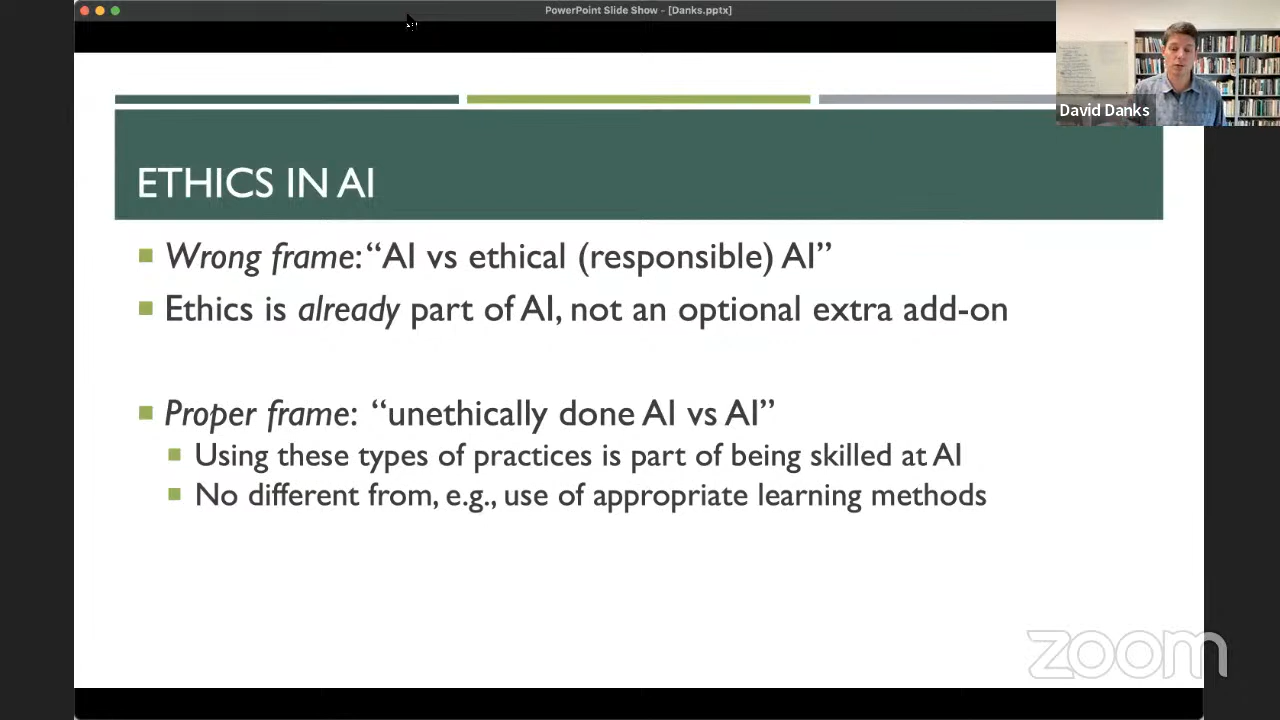 PowerPoint Slide Show - [Danks.pptx]
David Danks
ETHICS IN AI
Wrong frame: “AI vs ethical (responsible) AI”
Ethics is already part of AI, not an optional extra add-on
Proper frame: “unethically done AI vs AI”
Using these types of practices is part of being skilled at AI
No different from, e.g., use of appropriate learning methods
zoom